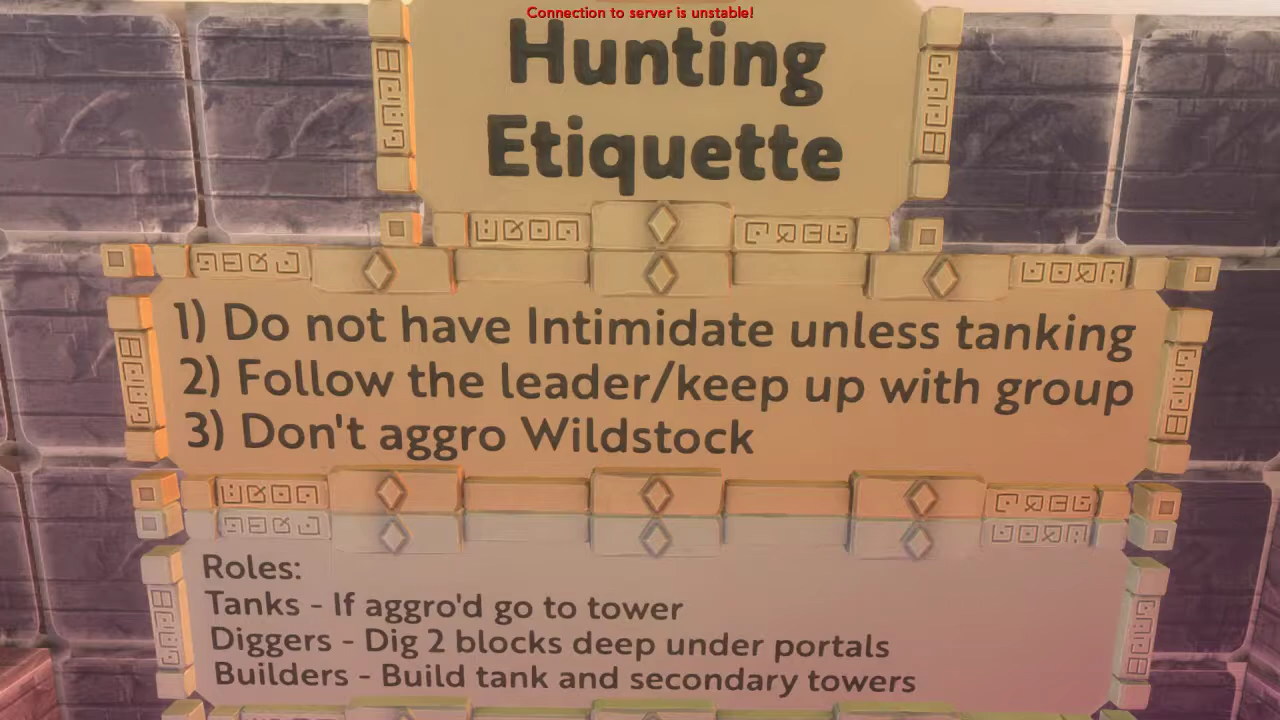 Connection to server is unstable!
Hunting
Etiquette
1) Do not have Intimidate unless tanking
2) Follow the leader/keep up with group
3) Don't aggro Wildstock
Roles:
Tanks - If aggro'd go to tower
Diggers - Dig 2 blocks deep under portals
Builders - Build tank and secondary towers